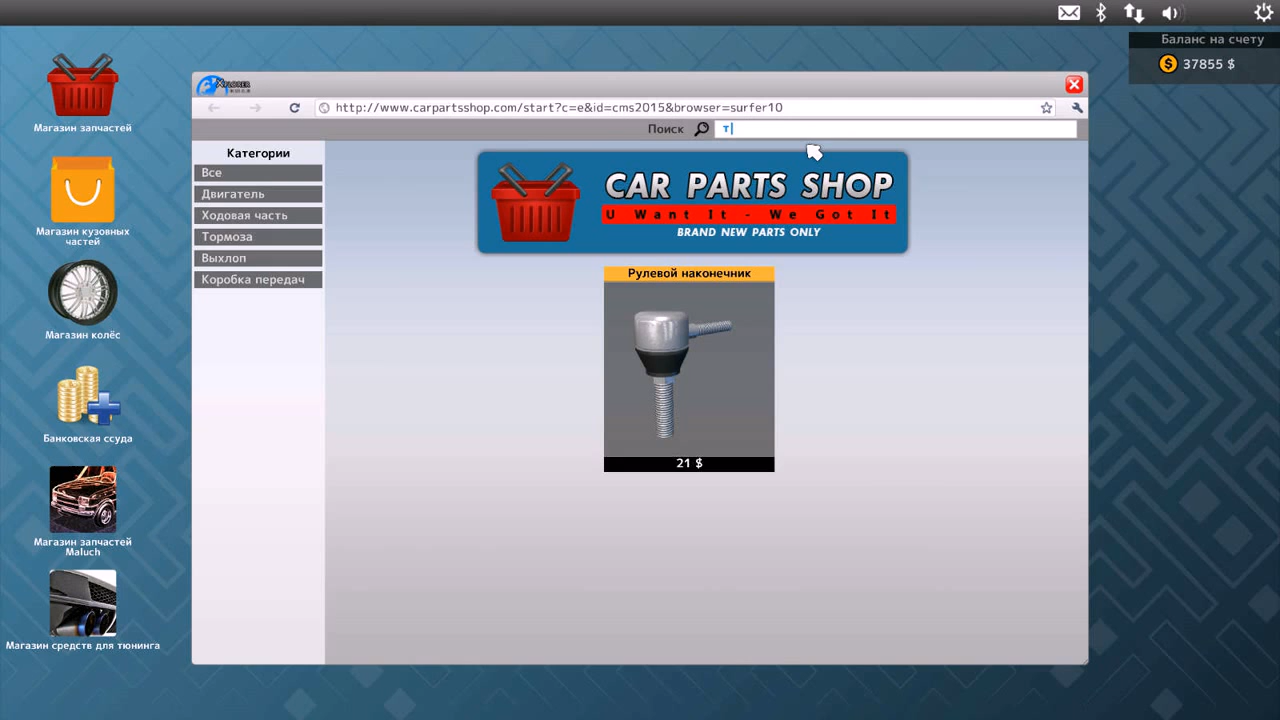 Баланс на счету
37855 $
Магазин запчастей
Магазин кузовных
частей
Магазин колёс
Банковская ссуда
Магазин запчастей
Maluch
Магазин средств для тюнинга
XPLORER
http://www.carpartsshop.com/start?c=e&id=cms2015&browser=surfer10
Поиск
т
Категории
Все
Двигатель
Ходовая часть
Тормоза
Выхлоп
Коробка передач
CAR PARTS SHOP
U Want It - We Got It
BRAND NEW PARTS ONLY
Рулевой наконечник
21 $